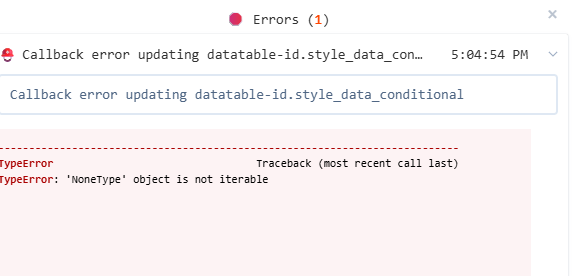 Errors (1)
×
Callback error updating datatable-id.style_data_con… 5:04:54 PM
Callback error updating datatable-id.style_data_conditional
---------------------------------------------------------------------------
TypeError Traceback (most recent call last)
TypeError: 'NoneType' object is not iterable